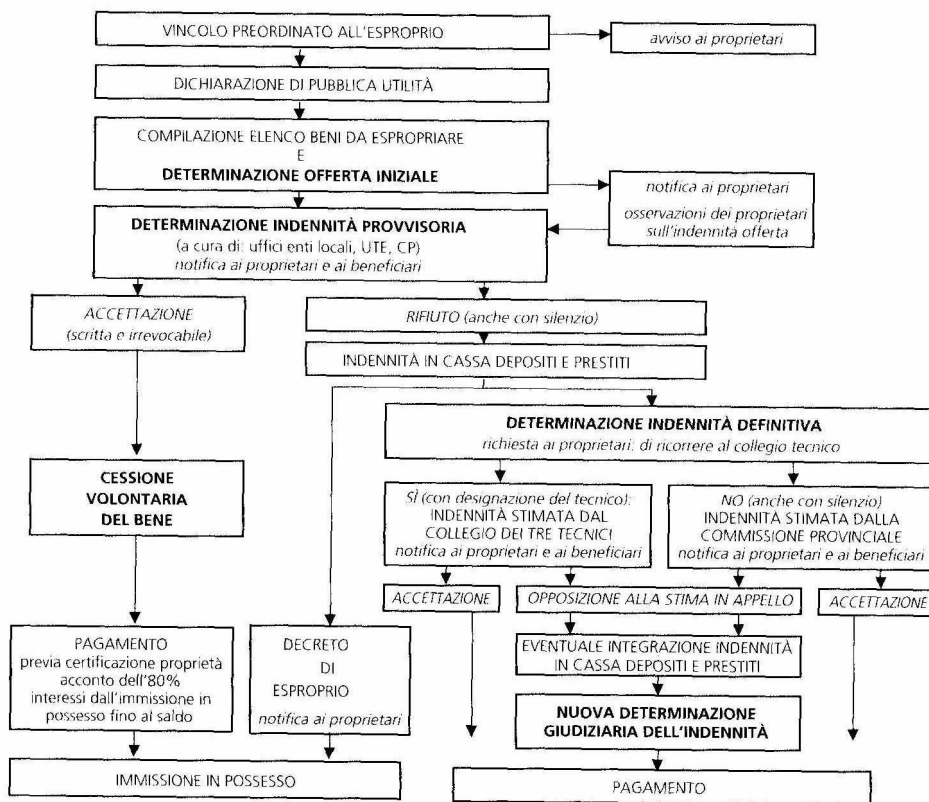 VINCOLO PREORDINATO ALL'ESPROPRIO
avviso ai proprietari
DICHIARAZIONE DI PUBBLICA UTILITÀ
COMPILAZIONE ELENCO BENI DA ESPROPRIARE
E
DETERMINAZIONE OFFERTA INIZIALE
notifica ai proprietari
osservazioni dei proprietari
sull'indennità offerta
DETERMINAZIONE INDENNITÀ PROVVISORIA
(a cura di: uffici enti locali, UTE, CP)
notifica ai proprietari e ai beneficiari
ACCETTAZIONE
(scritta e irrevocabile)
RIFIUTO (anche con silenzio)
INDENNITÀ IN CASSA DEPOSITI E PRESTITI
DETERMINAZIONE INDENNITÀ DEFINITIVA
richiesta ai proprietari: di ricorrere al collegio tecnico
CESSIONE
VOLONTARIA
DEL BENE
SÌ (con designazione del tecnico):
INDENNITÀ STIMATA DAL
COLLEGIO DEI TRE TECNICI
notifica ai proprietari e ai beneficiari
NO (anche con silenzio)
INDENNITÀ STIMATA DALLA
COMMISSIONE PROVINCIALE
notifica ai proprietari e ai beneficiari
ACCETTAZIONE
OPPOSIZIONE ALLA STIMA IN APPELLO
ACCETTAZIONE
PAGAMENTO
previa certificazione proprietà
acconto dell'80%
interessi dall'immissione in
possesso fino al saldo
DECRETO
DI
ESPROPRIO
notifica ai proprietari
EVENTUALE INTEGRAZIONE INDENNITÀ
IN CASSA DEPOSITI E PRESTITI
NUOVA DETERMINAZIONE
GIUDIZIARIA DELL'INDENNITÀ
IMMISSIONE IN POSSESSO
PAGAMENTO